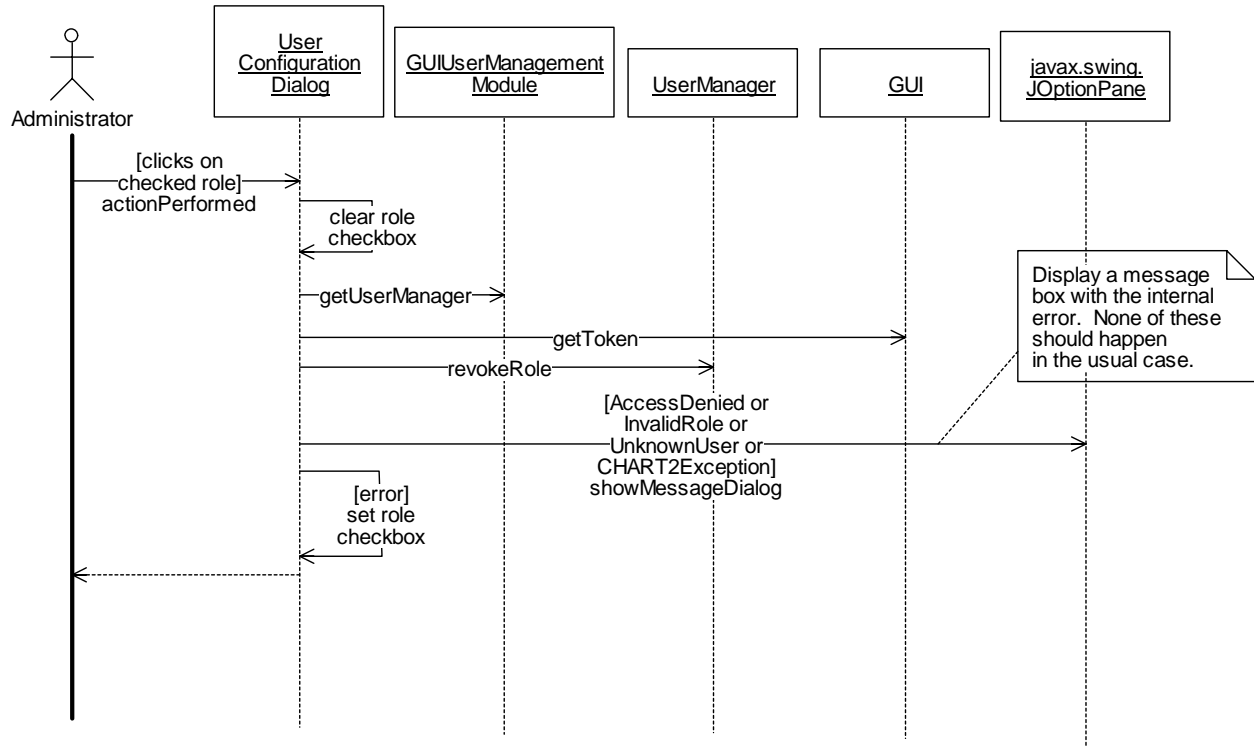 Administrator
User
Configuration
Dialog
GUIUserManagement
Module
UserManager
GUI
javax.swing.
JOptionPane
[clicks on
checked role]
actionPerformed
clear role
checkbox
getUserManager
getToken
revokeRole
[AccessDenied or
InvalidRole or
UnknownUser or
CHART2Exception]
showMessageDialog
Display a message
box with the internal
error.  None of these
should happen
in the usual case.
[error]
set role
checkbox